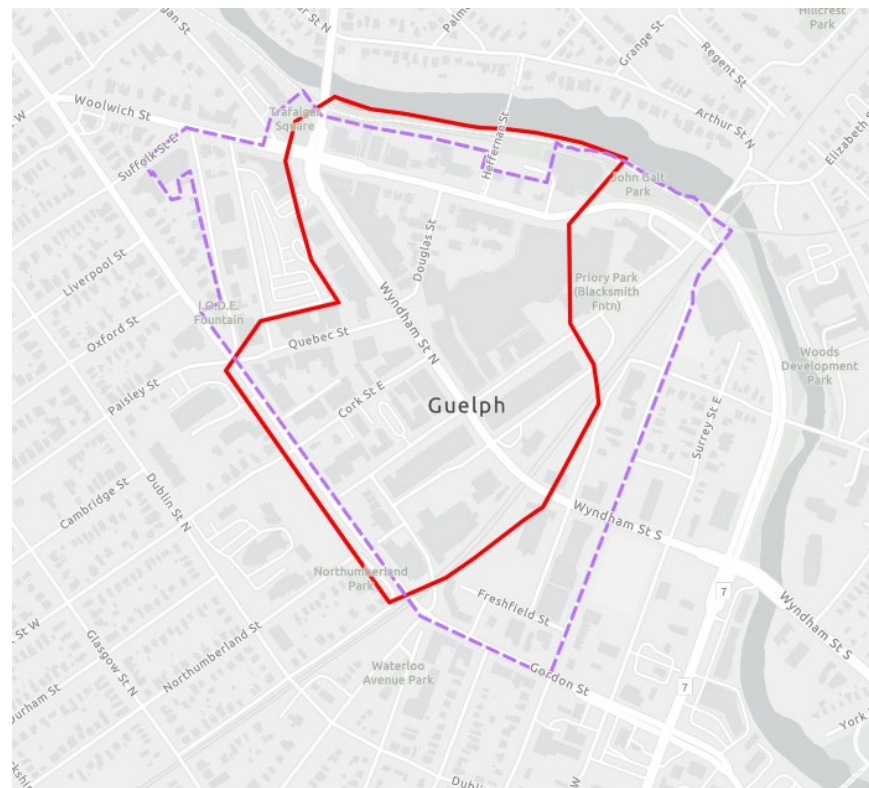 Hillcrest
Park
Woolwich St
Trafalgar
Square
Grange St
Regent St
Arthur St N
Suffolk St E
Heffernan St
John Galt
Park
Liverpool St
Douglas St
Priory Park
(Blacksmith
Fntn)
I.O.D.E.
Fountain
Oxford St
Quebec St
Wyndham St N
Woods
Development
Park
Paisley St
Cork St E
Guelph
Surrey St E
Cambridge St
Dublin St N
Wyndham St S
Northumberland
Park
Freshfield St
7
Wyndham St S
Glasgow St N
Northumberland St
Waterloo
Avenue Park
Gordon St
7